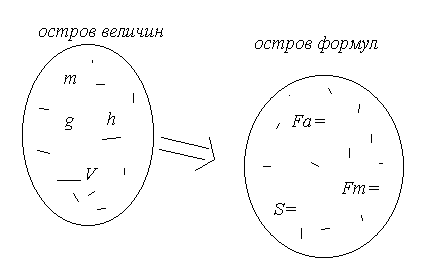 остров величин
остров формул
m
g h
V
Fa=
Fm=
S=